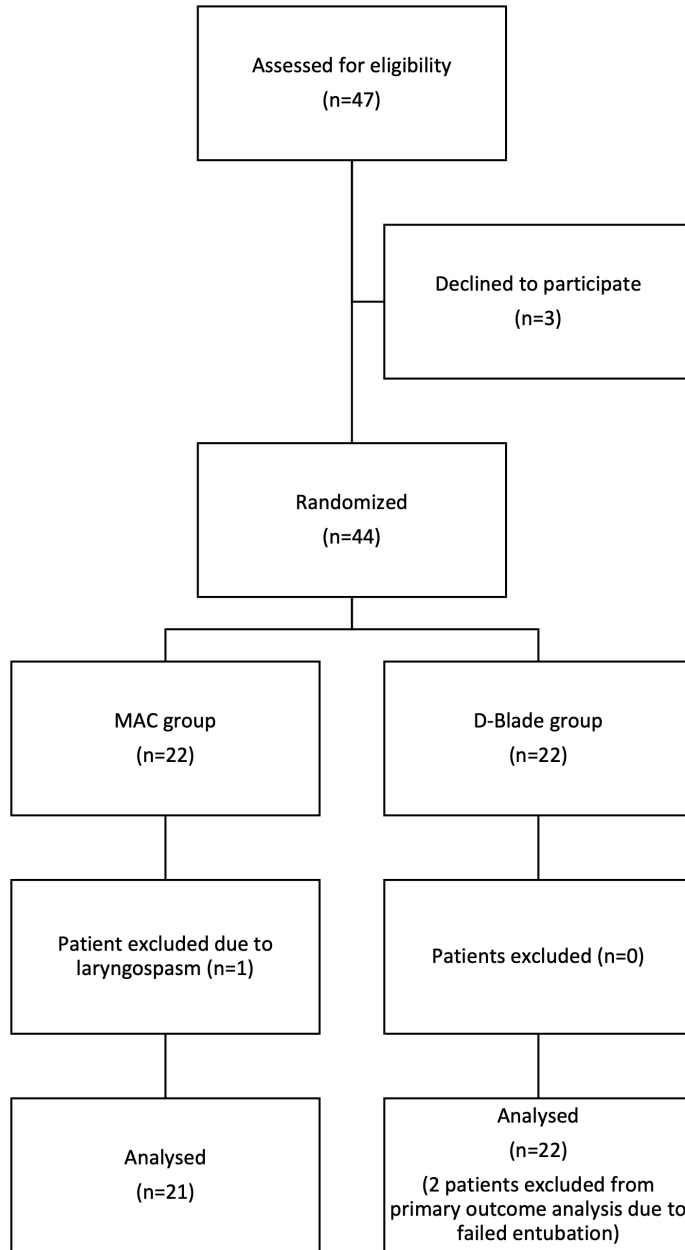 Assessed for eligibility
(n=47)
Declined to participate
(n=3)
Randomized
(n=44)
MAC group
(n=22)
D-Blade group
(n=22)
Patient excluded due to
laryngospasm (n=1)
Patients excluded (n=0)
Analysed
(n=21)
Analysed
(n=22)
(2 patients excluded from
primary outcome analysis due to
failed entubation)